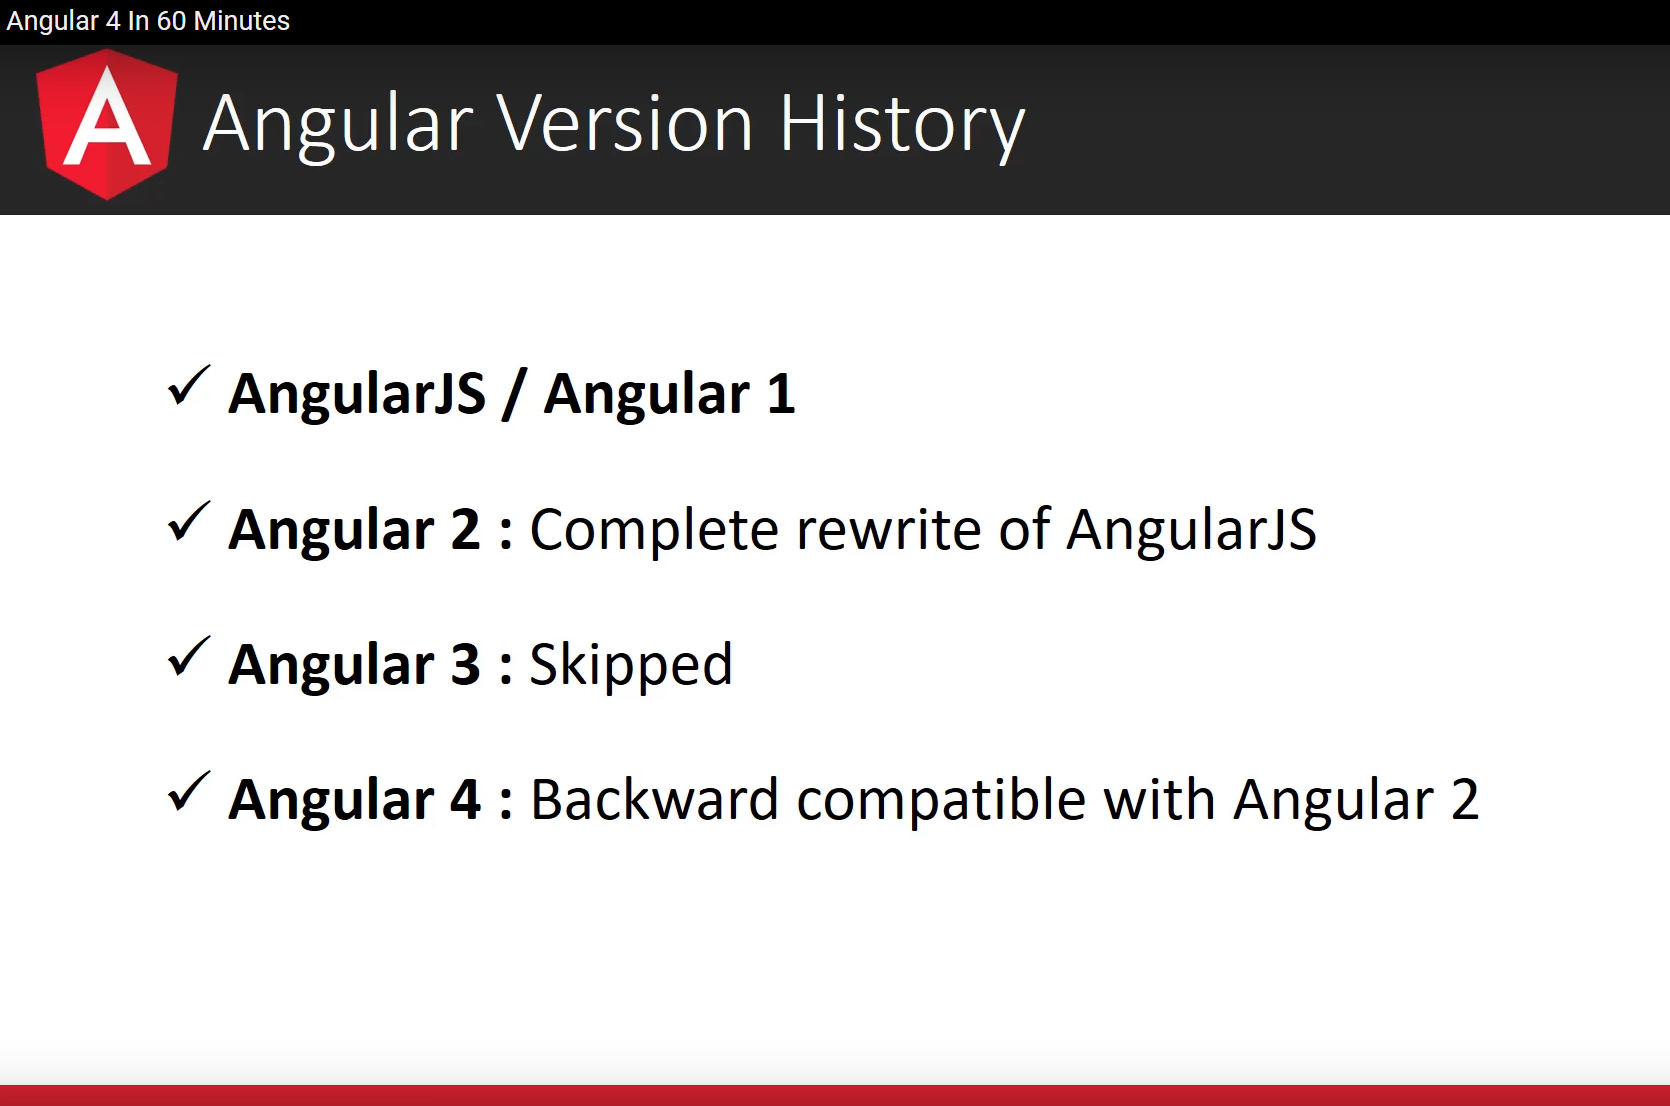 Angular 4 In 60 Minutes
A
Angular Version History
✓ AngularJS / Angular 1
✓ Angular 2 : Complete rewrite of AngularJS
✓ Angular 3 : Skipped
✓ Angular 4 : Backward compatible with Angular 2